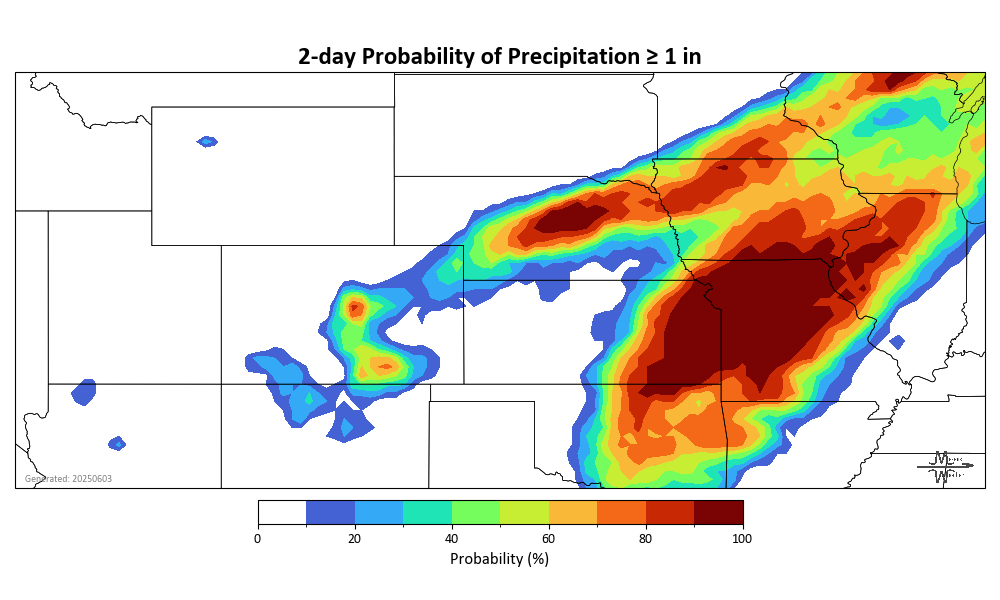 2-day Probability of Precipitation ≥ 1 in
Generated: 20250603
0 20 40 60 80 100
Probability (%)